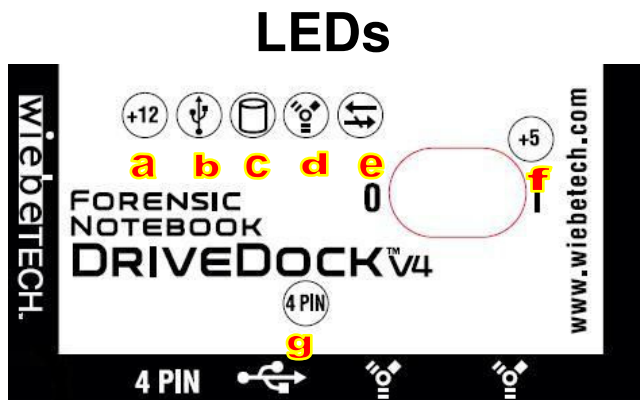 LEDs
wiebeTECH.
+12
+5
a b c d e f
0 I
FORENSIC
NOTEBOOK
DRIVEDOCK™V4
4 PIN
g
www.wiebetech.com
4 PIN